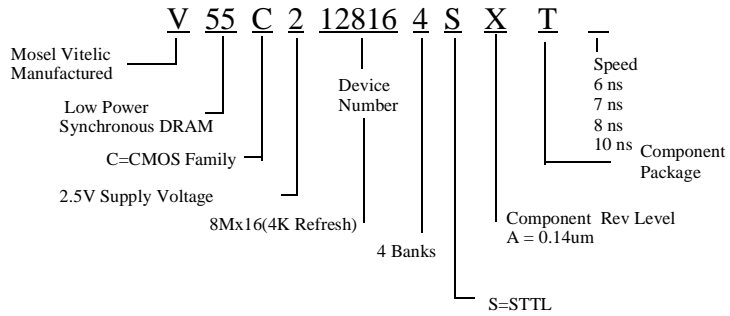 V 55 C 2 12816 4 S X T _
Mosel Vitelic
Manufactured
Low Power
Synchronous DRAM
C=CMOS Family
2.5V Supply Voltage
Device
Number
8Mx16(4K Refresh)
4 Banks
S=STTL
Component Rev Level
A = 0.14um
Component
Package
Speed
6 ns
7 ns
8 ns
10 ns